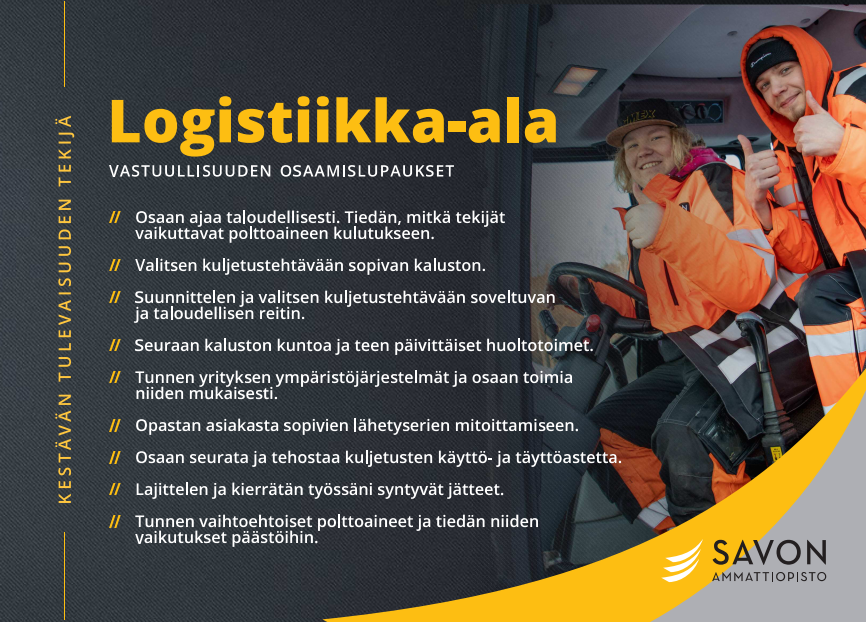 KESTÄVÄN TULEVAISUUDEN TEKIJÄ
Logistiikka-ala
VASTUULLISUUDEN OSAAMISLUPAUKSET
// Osaan ajaa taloudellisesti. Tiedän, mitkä tekijät
vaikuttavat polttoaineen kulutukseen.
// Valitsen kuljetustehtävään sopivan kaluston.
// Suunnittelen ja valitsen kuljetustehtävään soveltuvan
ja taloudellisen reitin.
// Seuraan kaluston kuntoa ja teen päivittäiset huoltotoimet.
// Tunnen yrityksen ympäristöjärjestelmät ja osaan toimia
niiden mukaisesti.
// Opastan asiakasta sopivien lähetyserien mitoittamiseen.
// Osaan seurata ja tehostaa kuljetusten käyttö- ja täyttöastetta.
// Lajittelen ja kierrätän työssäni syntyvät jätteet.
// Tunnen vaihtoehtoiset polttoaineet ja tiedän niiden
vaikutukset päästöihin.
SAVON
AMMATTIOPISTO